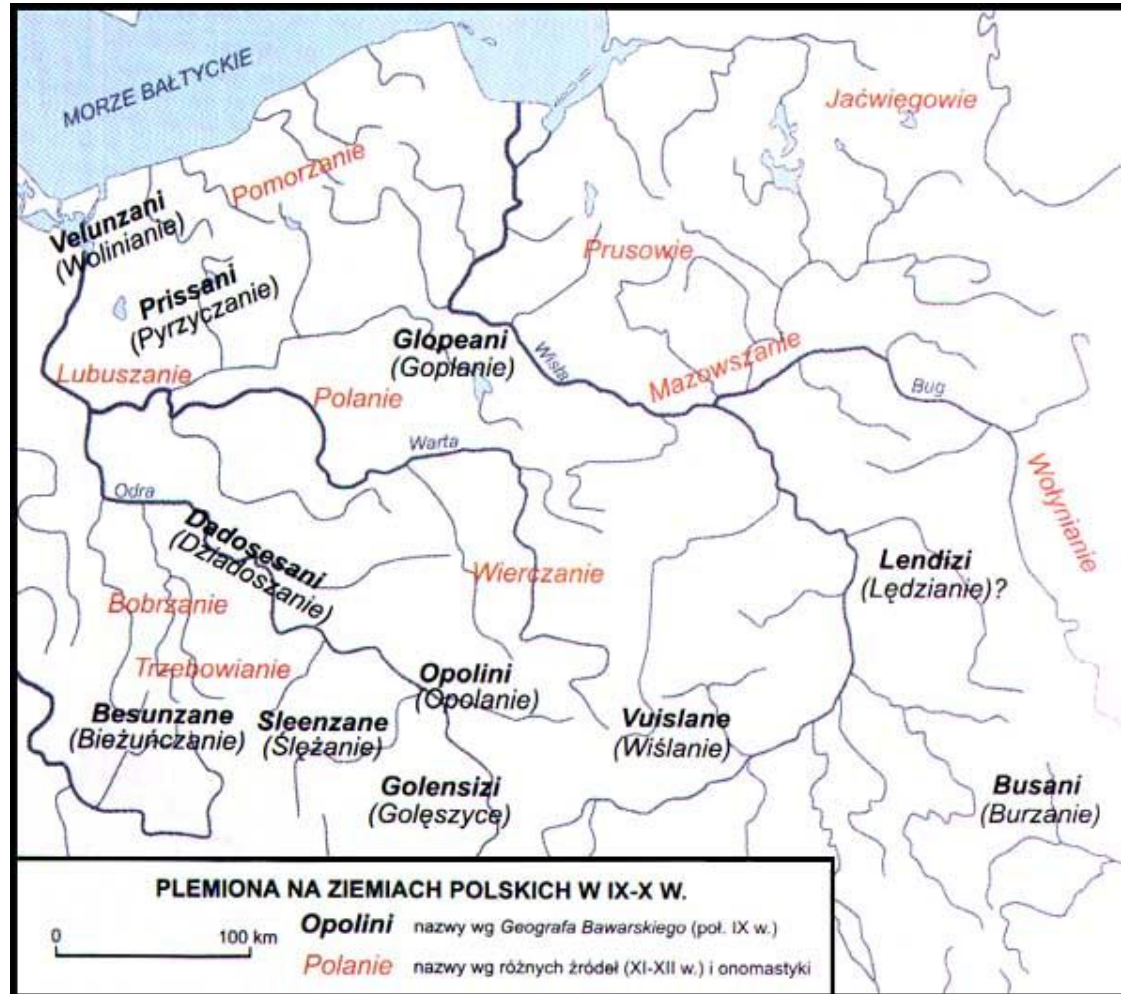 MORZE BAŁTYCKIE
Jaćwięgowie
Pomorzanie
Velunzani
(Wolinianie)
Prusowie
Prissani
(Pyrzyczanie)
Glopeani
(Goplanie)
Wisła
Mazowszanie
Lubuszanie
Polanie
Bug
Warta
Wołynianie
Odra
Dadosesani
(Dziadoszanie)
Wierczanie
Lendizi
(Lędzianie)?
Bobrzanie
Trzebowianie
Opolini
(Opolanie)
Besunzane
(Bieżuńczanie)
Sleenzane
(Ślężanie)
Vuislane
(Wiślanie)
Golensizi
(Golęszyce)
Busani
(Burzanie)
PLEMIONA NA ZIEMIACH POLSKICH W IX-X W.
0 100 km
Opolini nazwy wg Geografa Bawarskiego (poł. IX w.)
Polanie nazwy wg różnych źródeł (XI-XII w.) i onomastyki